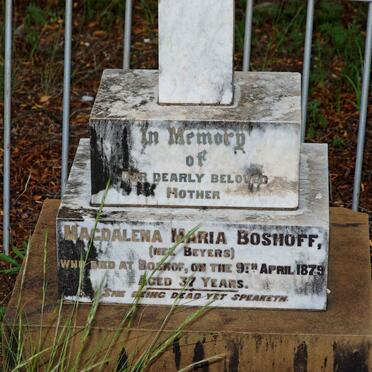 In Memory
of
OUR DEARLY BELOVED
MOTHER
MAGDALENA MARIA BOSHOFF,
(NEE BEYERS)
WHO DIED AT BOSHOF, ON THE 9TH APRIL 1879
AGED 37 YEARS.
SHE BEING DEAD YET SPEAKETH